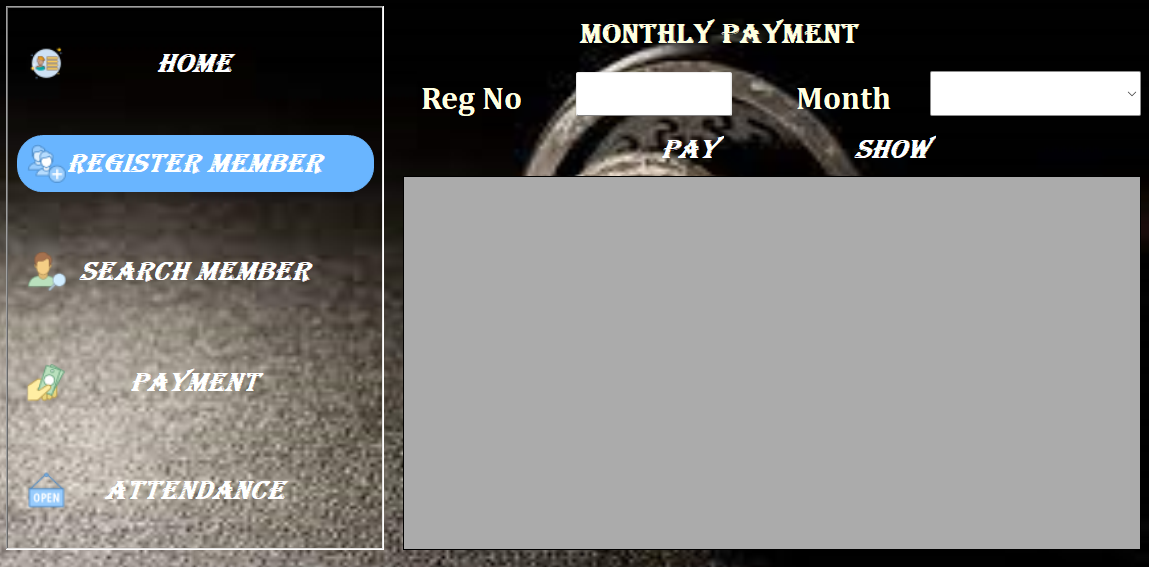 HOME
REGISTER MEMBER
SEARCH MEMBER
PAYMENT
OPEN
ATTENDANCE
MONTHLY PAYMENT
Reg No
Month
PAY
SHOW